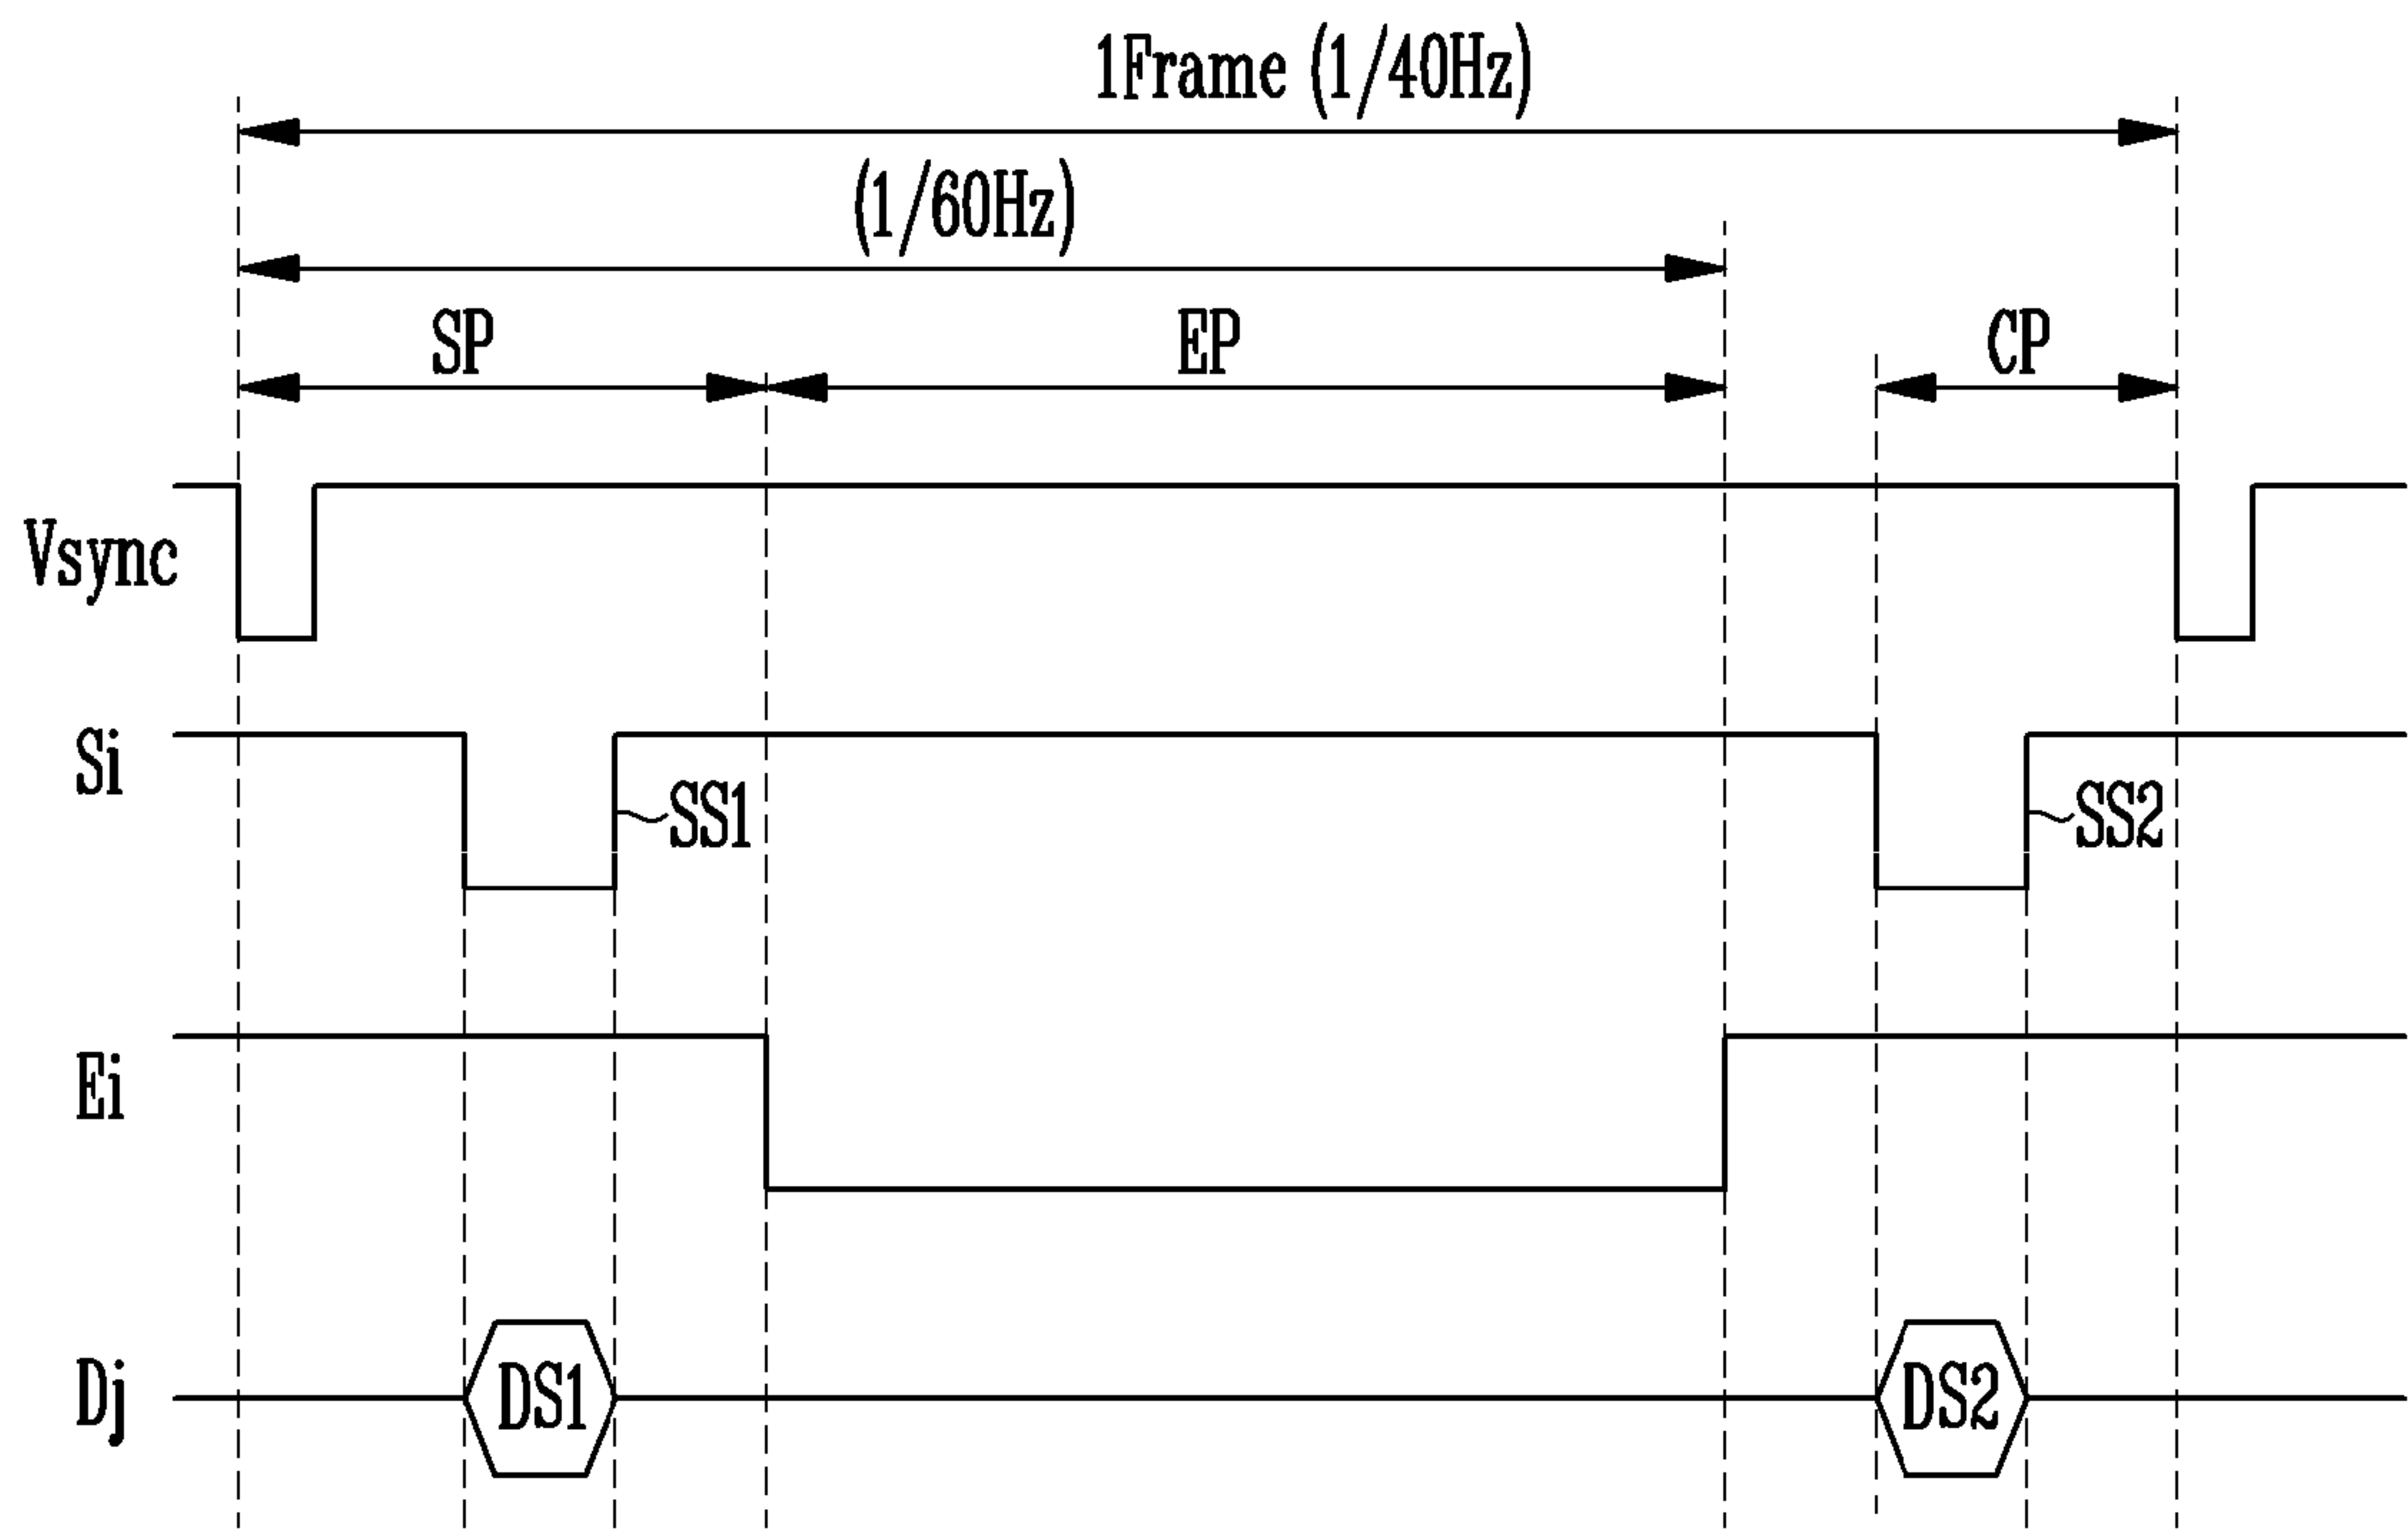 1Frame (1/40Hz)
(1/60Hz)
SP EP CP
Vsync
Si
SS1 SS2
Ei
Dj DS1 DS2